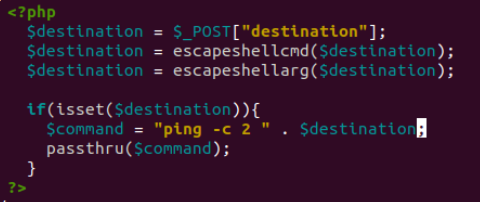 <?php
  $destination = $_POST["destination"];
  $destination = escapeshellcmd($destination);
  $destination = escapeshellarg($destination);

  if(isset($destination)){
    $command = "ping -c 2 " . $destination;
    passthru($command);
  }
?>